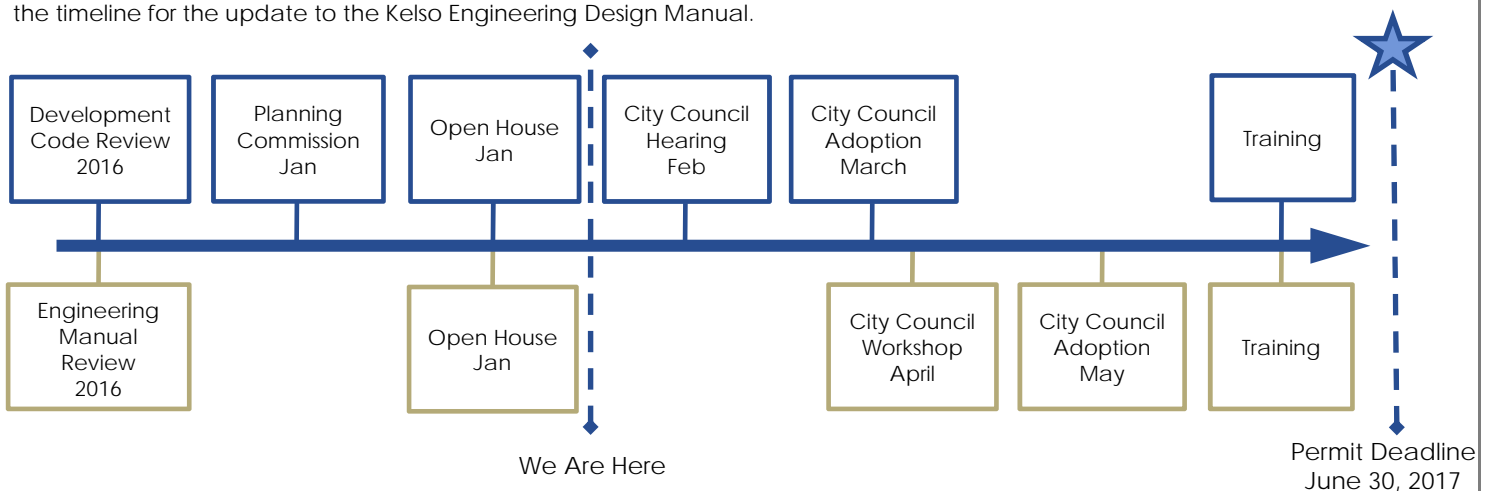 the timeline for the update to the Kelso Engineering Design Manual.
Development
Code Review
2016
Planning
Commission
Jan
Open House
Jan
City Council
Hearing
Feb
City Council
Adoption
March
Training
Engineering
Manual
Review
2016
Open House
Jan
City Council
Workshop
April
City Council
Adoption
May
Training
We Are Here
Permit Deadline
June 30, 2017